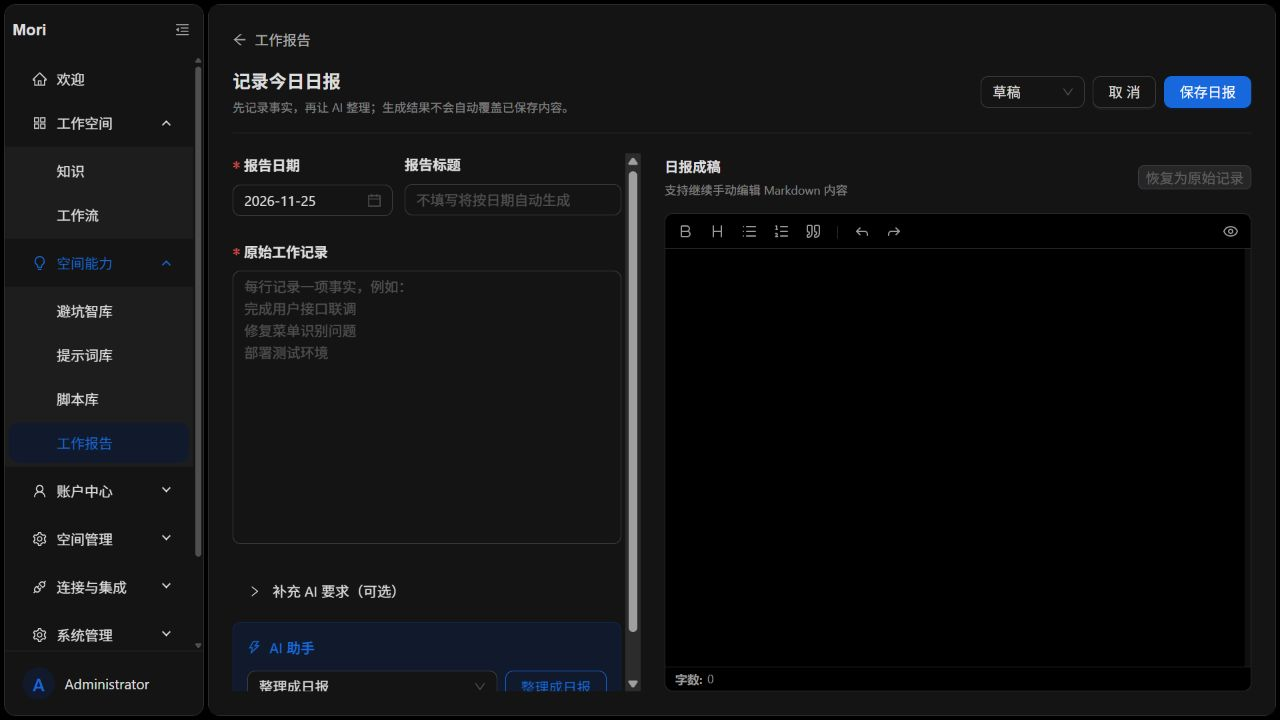 Mori
欢迎
工作空间
知识
工作流
空间能力
避坑智库
提示词库
脚本库
工作报告
账户中心
空间管理
连接与集成
系统管理
A Administrator
工作报告
记录今日日报
先记录事实，再让 AI 整理；生成结果不会自动覆盖已保存内容。
草稿
取 消
保存日报
* 报告日期
2026-11-25
报告标题
不填写将按日期自动生成
* 原始工作记录
每行记录一项事实，例如：
完成用户接口联调
修复菜单识别问题
部署测试环境
补充 AI 要求（可选）
AI 助手
整理成日报
整理成日报
日报成稿
支持继续手动编辑 Markdown 内容
恢复为原始记录
B H
字数: 0